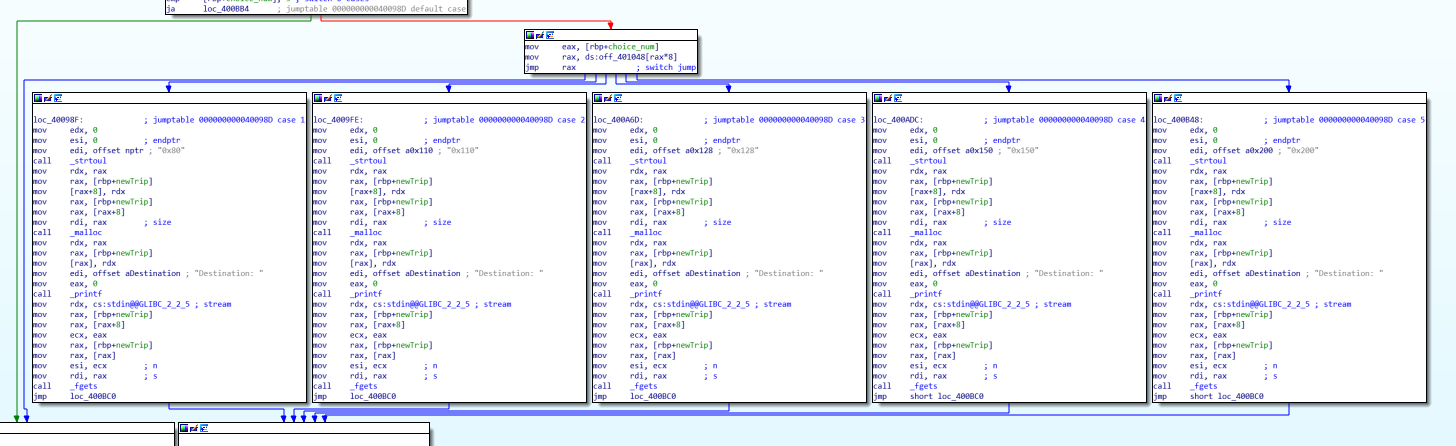 ja loc_400BB4 ; jumptable 000000000040098D default case
mov eax, [rbp+choice_num]
mov rax, ds:off_401048[rax*8]
jmp rax ; switch jump
loc_40098F: ; jumptable 000000000040098D case 1
mov edx, 0
mov esi, 0 ; endptr
mov edi, offset nptr ; "0x80"
call _strtoul
mov rdx, rax
mov rax, [rbp+newTrip]
mov [rax+8], rdx
mov rax, [rbp+newTrip]
mov rax, [rax+8]
mov rdi, rax ; size
call _malloc
mov rdx, rax
mov rax, [rbp+newTrip]
mov [rax], rdx
mov edi, offset aDestination ; "Destination: "
mov eax, 0
call _printf
mov rdx, cs:stdin@@GLIBC_2_2_5 ; stream
mov rax, [rbp+newTrip]
mov rax, [rax+8]
mov ecx, eax
mov rax, [rbp+newTrip]
mov rax, [rax]
mov esi, ecx ; n
mov rdi, rax ; s
call _fgets
jmp loc_400BC0
loc_4009FE: ; jumptable 000000000040098D case 2
mov edx, 0
mov esi, 0 ; endptr
mov edi, offset a0x110 ; "0x110"
call _strtoul
mov rdx, rax
mov rax, [rbp+newTrip]
mov [rax+8], rdx
mov rax, [rbp+newTrip]
mov rax, [rax+8]
mov rdi, rax ; size
call _malloc
mov rdx, rax
mov rax, [rbp+newTrip]
mov [rax], rdx
mov edi, offset aDestination ; "Destination: "
mov eax, 0
call _printf
mov rdx, cs:stdin@@GLIBC_2_2_5 ; stream
mov rax, [rbp+newTrip]
mov rax, [rax+8]
mov ecx, eax
mov rax, [rbp+newTrip]
mov rax, [rax]
mov esi, ecx ; n
mov rdi, rax ; s
call _fgets
jmp loc_400BC0
loc_400A6D: ; jumptable 000000000040098D case 3
mov edx, 0
mov esi, 0 ; endptr
mov edi, offset a0x128 ; "0x128"
call _strtoul
mov rdx, rax
mov rax, [rbp+newTrip]
mov [rax+8], rdx
mov rax, [rbp+newTrip]
mov rax, [rax+8]
mov rdi, rax ; size
call _malloc
mov rdx, rax
mov rax, [rbp+newTrip]
mov [rax], rdx
mov edi, offset aDestination ; "Destination: "
mov eax, 0
call _printf
mov rdx, cs:stdin@@GLIBC_2_2_5 ; stream
mov rax, [rbp+newTrip]
mov rax, [rax+8]
mov ecx, eax
mov rax, [rbp+newTrip]
mov rax, [rax]
mov esi, ecx ; n
mov rdi, rax ; s
call _fgets
jmp loc_400BC0
loc_400ADC: ; jumptable 000000000040098D case 4
mov edx, 0
mov esi, 0 ; endptr
mov edi, offset a0x150 ; "0x150"
call _strtoul
mov rdx, rax
mov rax, [rbp+newTrip]
mov [rax+8], rdx
mov rax, [rbp+newTrip]
mov rax, [rax+8]
mov rdi, rax ; size
call _malloc
mov rdx, rax
mov rax, [rbp+newTrip]
mov [rax], rdx
mov edi, offset aDestination ; "Destination: "
mov eax, 0
call _printf
mov rdx, cs:stdin@@GLIBC_2_2_5 ; stream
mov rax, [rbp+newTrip]
mov rax, [rax+8]
mov ecx, eax
mov rax, [rbp+newTrip]
mov rax, [rax]
mov esi, ecx ; n
mov rdi, rax ; s
call _fgets
jmp short loc_400BC0
loc_400B48: ; jumptable 000000000040098D case 5
mov edx, 0
mov esi, 0 ; endptr
mov edi, offset a0x200 ; "0x200"
call _strtoul
mov rdx, rax
mov rax, [rbp+newTrip]
mov [rax+8], rdx
mov rax, [rbp+newTrip]
mov rax, [rax+8]
mov rdi, rax ; size
call _malloc
mov rdx, rax
mov rax, [rbp+newTrip]
mov [rax], rdx
mov edi, offset aDestination ; "Destination: "
mov eax, 0
call _printf
mov rdx, cs:stdin@@GLIBC_2_2_5 ; stream
mov rax, [rbp+newTrip]
mov rax, [rax+8]
mov ecx, eax
mov rax, [rbp+newTrip]
mov rax, [rax]
mov esi, ecx ; n
mov rdi, rax ; s
call _fgets
jmp short loc_400BC0